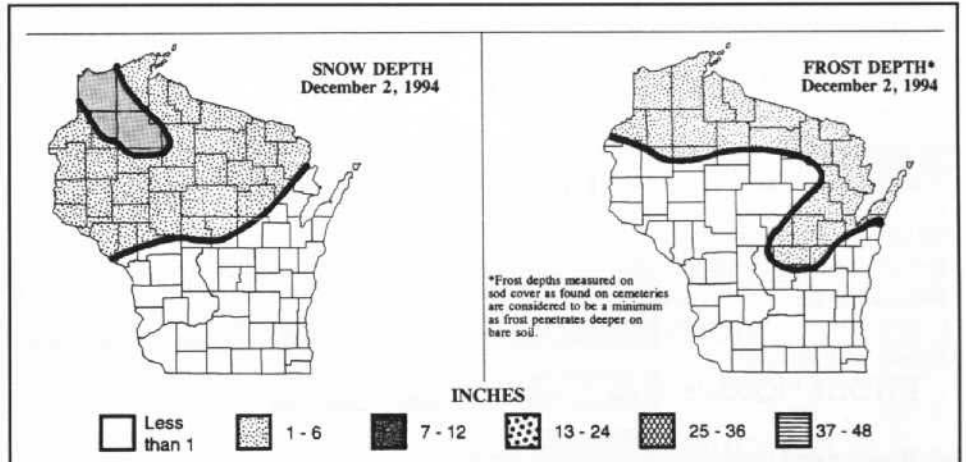 SNOW DEPTH
December 2, 1994
FROST DEPTH*
December 2, 1994
*Frost depths measured on
sod cover as found on cemeteries
are considered to be a minimum
as frost penetrates deeper on
bare soil.
INCHES
Less
than 1
1 - 6
7 - 12
13 - 24
25 - 36
37 - 48